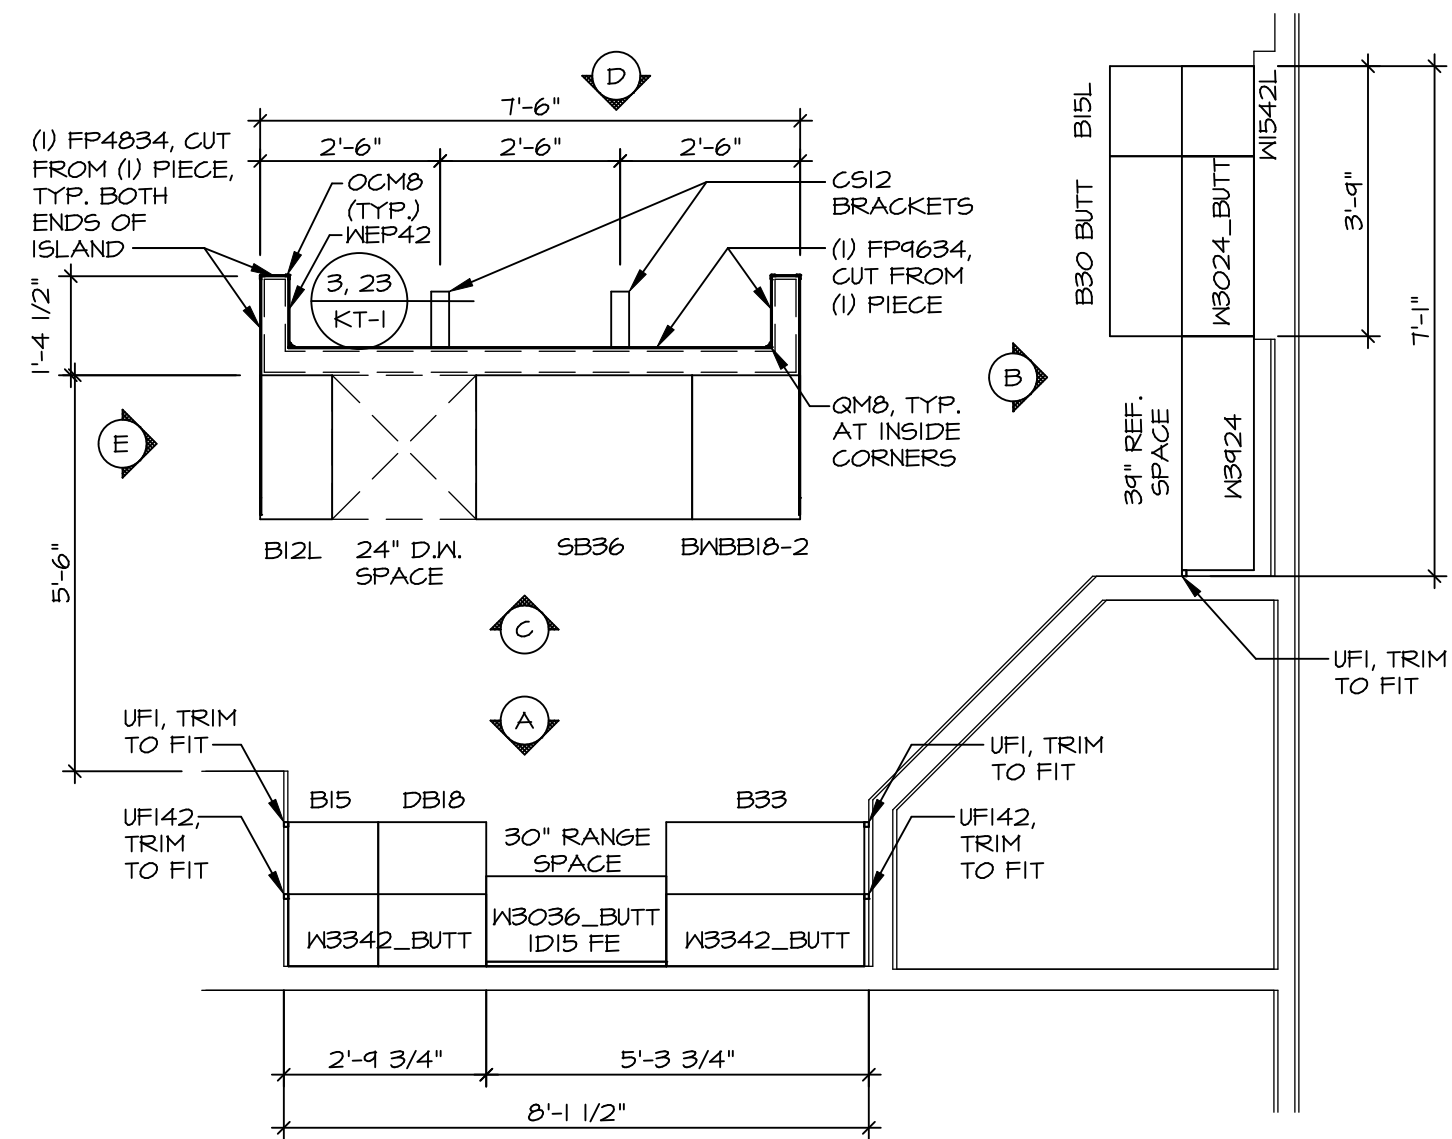 D
7'-6"
2'-6"
2'-6"
2'-6"
(1) FP4834, CUT
FROM (1) PIECE,
TYP. BOTH
ENDS OF
ISLAND
OCM8
(TYP.)
WEP42
3, 23
KT-1
CS12
BRACKETS
(1) FP9634,
CUT FROM
(1) PIECE
1'-4 1/2"
QM8, TYP.
AT INSIDE
CORNERS
B
E
5'-6"
B12L
24" D.W.
SPACE
SB36
BWBB18-2
B15L
W1542L
B30 BUTT
W3024_BUTT
3'-9"
7'-1"
39" REF.
SPACE
W3924
C
A
UF1, TRIM
TO FIT
UF1, TRIM
TO FIT
UF142,
TRIM
TO FIT
B15
DB18
30" RANGE
SPACE
B33
UF1, TRIM
TO FIT
UF142,
TRIM
TO FIT
W3342_BUTT
W3036_BUTT
1D15 FE
W3342_BUTT
2'-9 3/4"
5'-3 3/4"
8'-1 1/2"